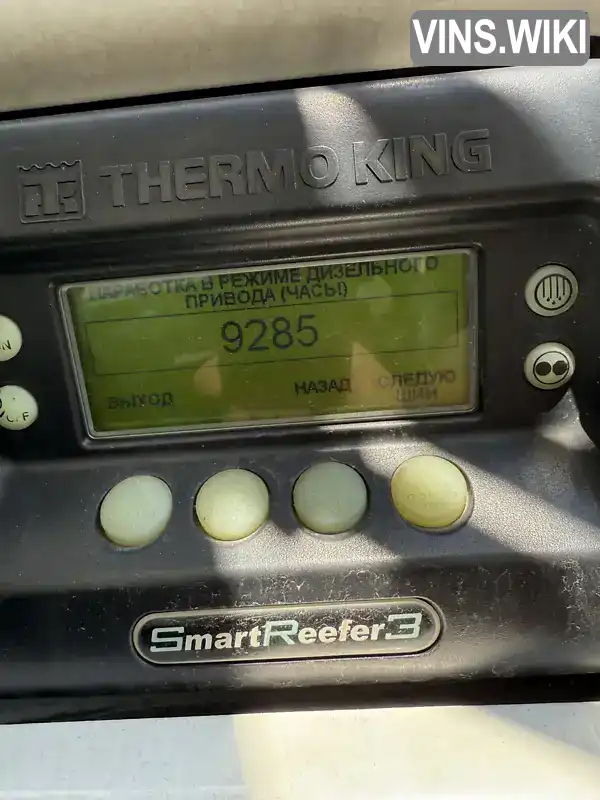 VINS.WIKI
THERMO KING
НАРАБОТКА В РЕЖИМЕ ДИЗЕЛЬНОГО
ПРИВОДА (ЧАСЫ)
9285
ВЫХОД НАЗАД СЛЕДУЮ
ЩИЙ
SmartReefer3